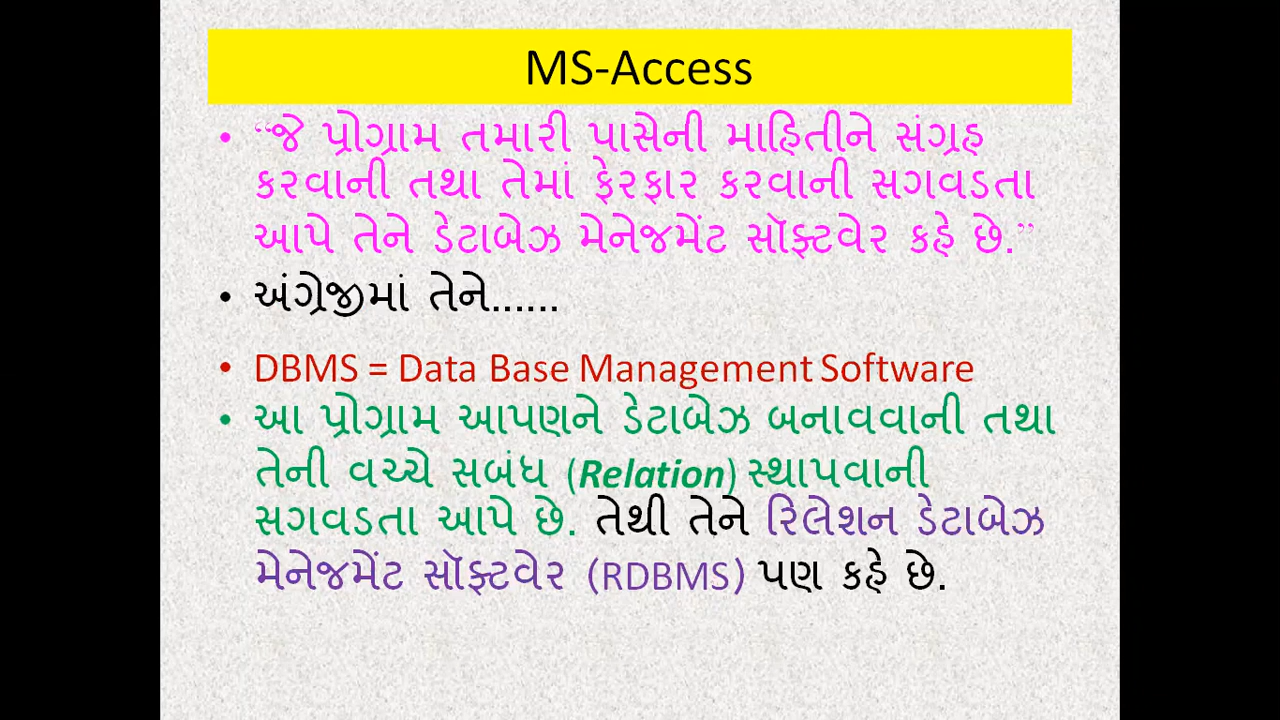 MS-Access
• “જે પ્રોગ્રામ તમારી પાસેની માહિતીને સંગ્રહ
કરવાની તથા તેમાં ફેરફાર કરવાની સગવડતા
આપે તેને ડેટાબેઝ મેનેજમેંટ સૉફ્ટવેર કહે છે.”
• અંગ્રેજીમાં તેને......
• DBMS = Data Base Management Software
• આ પ્રોગ્રામ આપણને ડેટાબેઝ બનાવવાની તથા
તેની વચ્ચે સબંધ (Relation) સ્થાપવાની
સગવડતા આપે છે. તેથી તેને રિલેશન ડેટાબેઝ
મેનેજમેંટ સૉફ્ટવેર (RDBMS) પણ કહે છે.